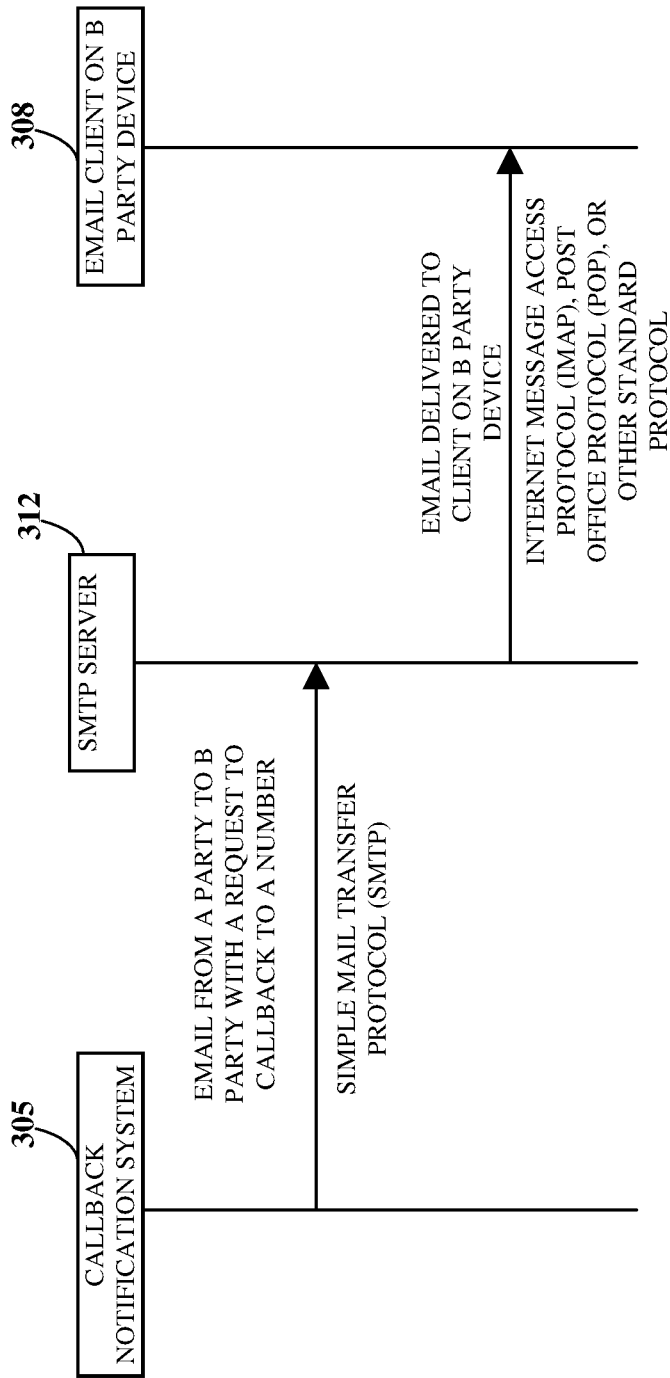 305
CALLBACK
NOTIFICATION SYSTEM
312
SMTP SERVER
308
EMAIL CLIENT ON B
PARTY DEVICE
EMAIL FROM A PARTY TO B
PARTY WITH A REQUEST TO
CALLBACK TO A NUMBER
SIMPLE MAIL TRANSFER
PROTOCOL (SMTP)
EMAIL DELIVERED TO
CLIENT ON B PARTY
DEVICE
INTERNET MESSAGE ACCESS
PROTOCOL (IMAP), POST
OFFICE PROTOCOL (POP), OR
OTHER STANDARD
PROTOCOL